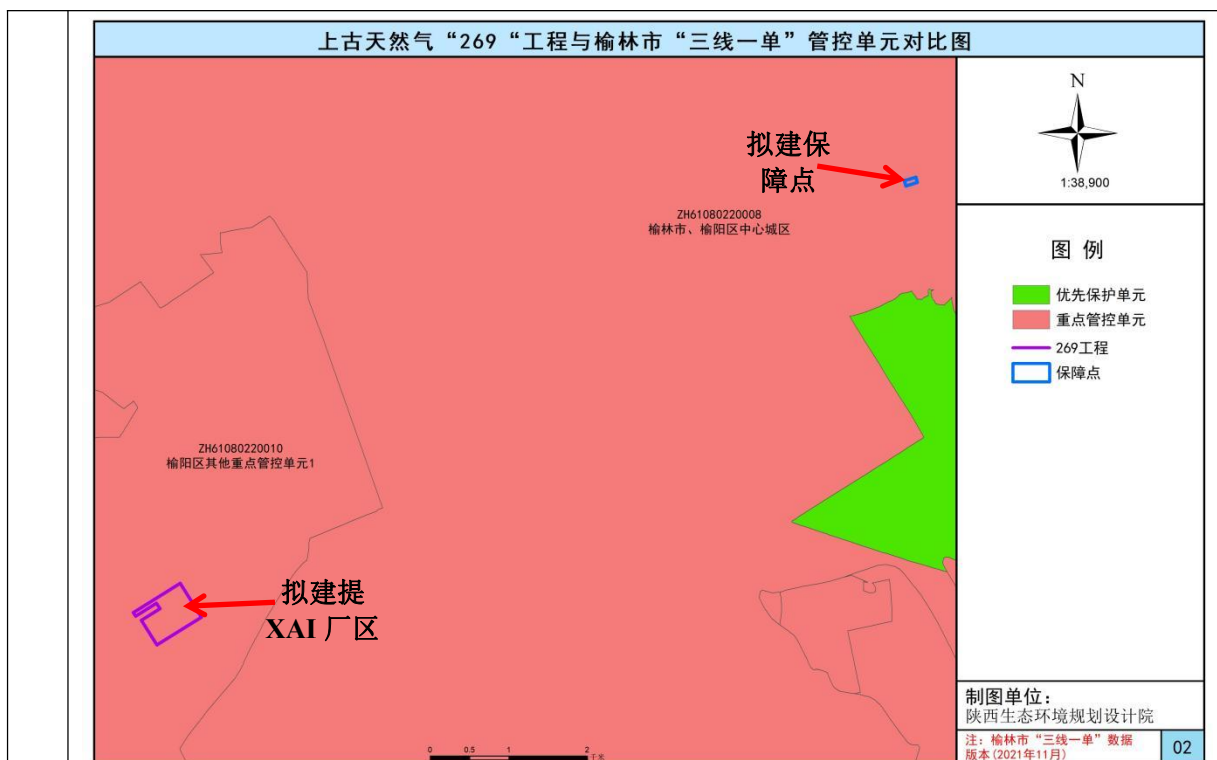 上古天然气“269“工程与榆林市“三线一单”管控单元对比图
N
1:38,900
拟建保
障点
ZH61080220008
榆林市、榆阳区中心城区
图 例
优先保护单元
重点管控单元
269工程
保障点
ZH61080220010
榆阳区其他重点管控单元1
拟建提
XAI 厂区
制图单位：
陕西生态环境规划设计院
注：榆林市“三线一单”数据
版本(2021年11月)
02
0 0.5 1 2
千米